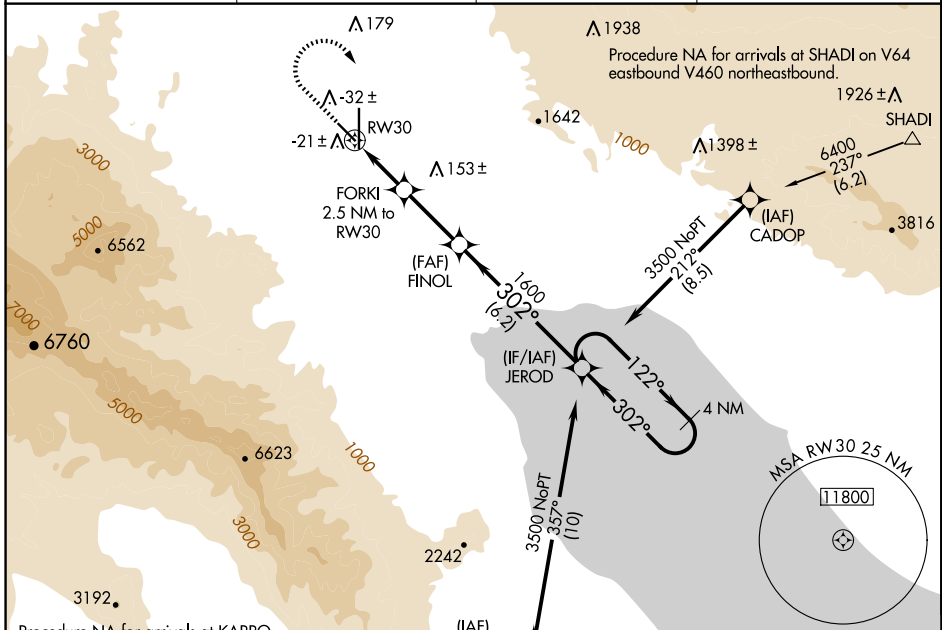 179
1938
Procedure NA for arrivals at SHADI on V64
eastbound V460 northeastbound.
-32 ±
1926 ±
SHADI
1642
RW30
-21 ±
1000
1398 ±
6400
237°
(6.2)
3000
153 ±
FORKI
2.5 NM to
RW30
(IAF)
CADOP
3816
5000
6562
3500 NoPT
212°
(8.5)
(FAF)
FINOL
1600
302°
(6.2)
7000
6760
(IF/IAF)
JEROD
122°
302°
4 NM
5000
6623
1000
MSA RW30 25 NM
11800
3500 NoPT
357°
(10)
3000
2242
3192
(IAF)